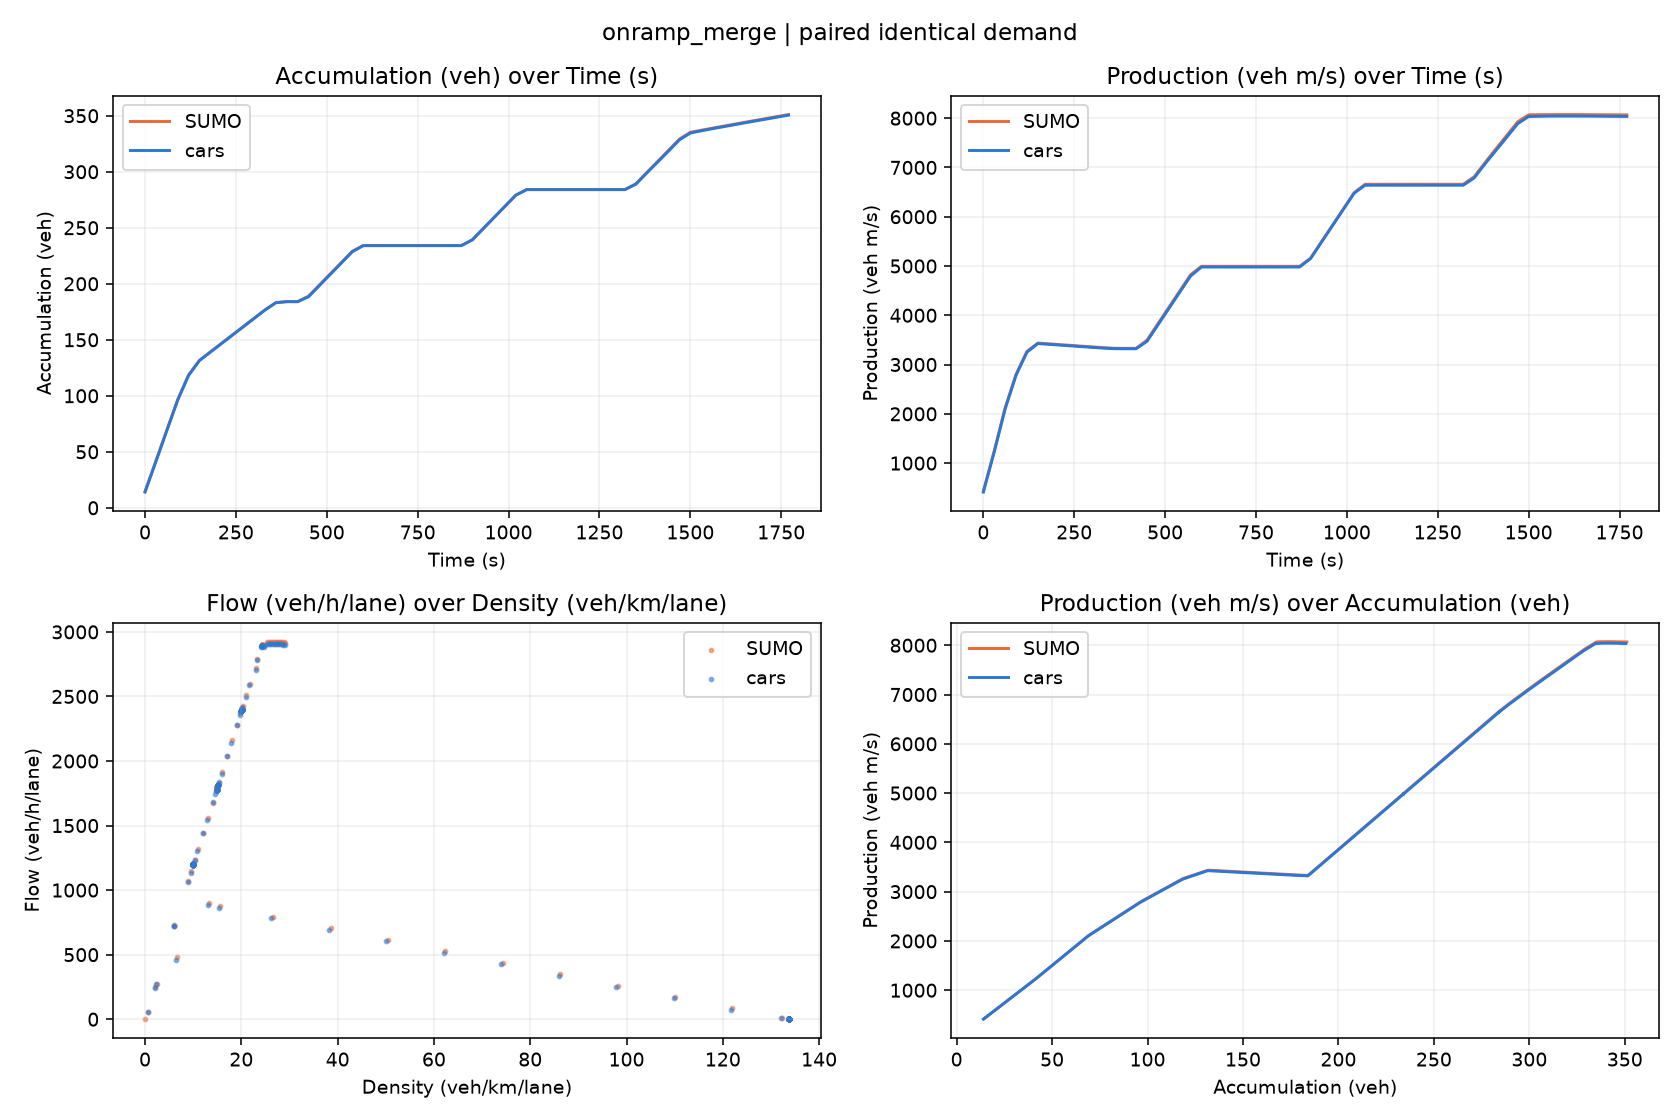 onramp_merge | paired identical demand
Accumulation (veh) over Time (s)
SUMO
cars
350
300
250
200
150
100
50
0
Accumulation (veh)
0 250 500 750 1000 1250 1500 1750
Time (s)
Production (veh m/s) over Time (s)
SUMO
cars
8000
7000
6000
5000
4000
3000
2000
1000
Production (veh m/s)
0 250 500 750 1000 1250 1500 1750
Time (s)
Flow (veh/h/lane) over Density (veh/km/lane)
SUMO
cars
3000
2500
2000
1500
1000
500
0
Flow (veh/h/lane)
0 20 40 60 80 100 120 140
Density (veh/km/lane)
Production (veh m/s) over Accumulation (veh)
SUMO
cars
8000
7000
6000
5000
4000
3000
2000
1000
Production (veh m/s)
0 50 100 150 200 250 300 350
Accumulation (veh)